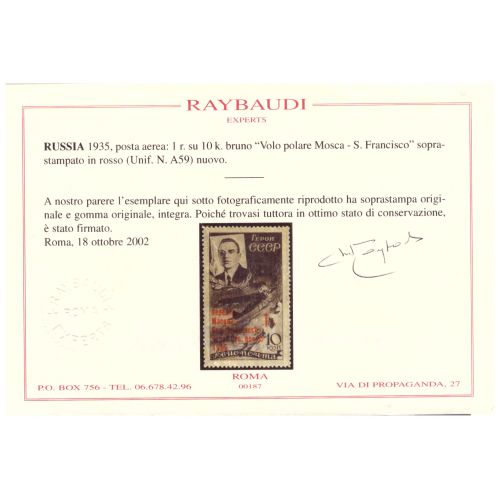 RAYBAUDI
EXPERTS
RUSSIA 1935, posta aerea: 1 r. su 10 k. bruno “Volo polare Mosca - S. Francisco” sopra-
stampato in rosso (Unif. N. A59) nuovo.
A nostro parere l'esemplare qui sotto fotograficamente riprodotto ha soprastampa origi-
nale e gomma originale, integra. Poiché trovasi tuttora in ottimo stato di conservazione,
è stato firmato.
Roma, 18 ottobre 2002
ГЕРОИ
СССР
10
ROMA
P.O. BOX 756 - TEL. 06.678.42.96
00187
VIA DI PROPAGANDA, 27